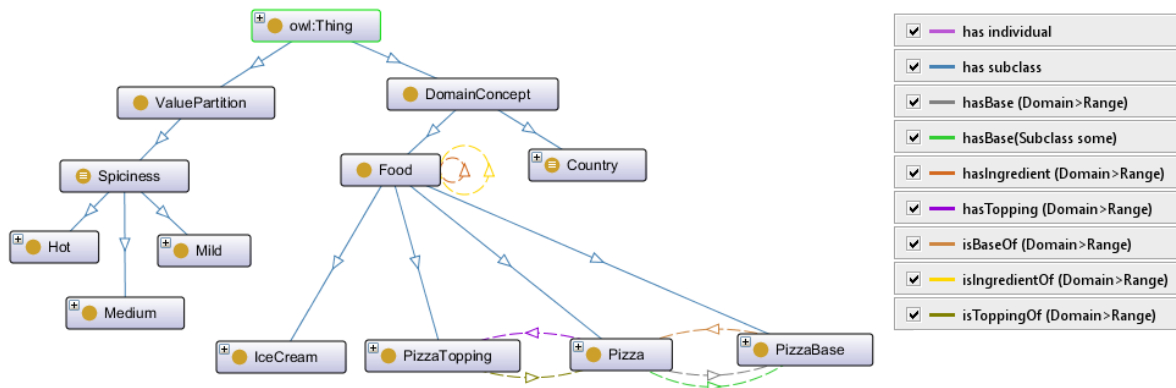 owl:Thing
ValuePartition
DomainConcept
Spiciness
Food
Country
Hot
Mild
Medium
IceCream
PizzaTopping
Pizza
PizzaBase
has individual
has subclass
hasBase (Domain>Range)
hasBase(Subclass some)
hasIngredient (Domain>Range)
hasTopping (Domain>Range)
isBaseOf (Domain>Range)
isIngredientOf (Domain>Range)
isToppingOf (Domain>Range)